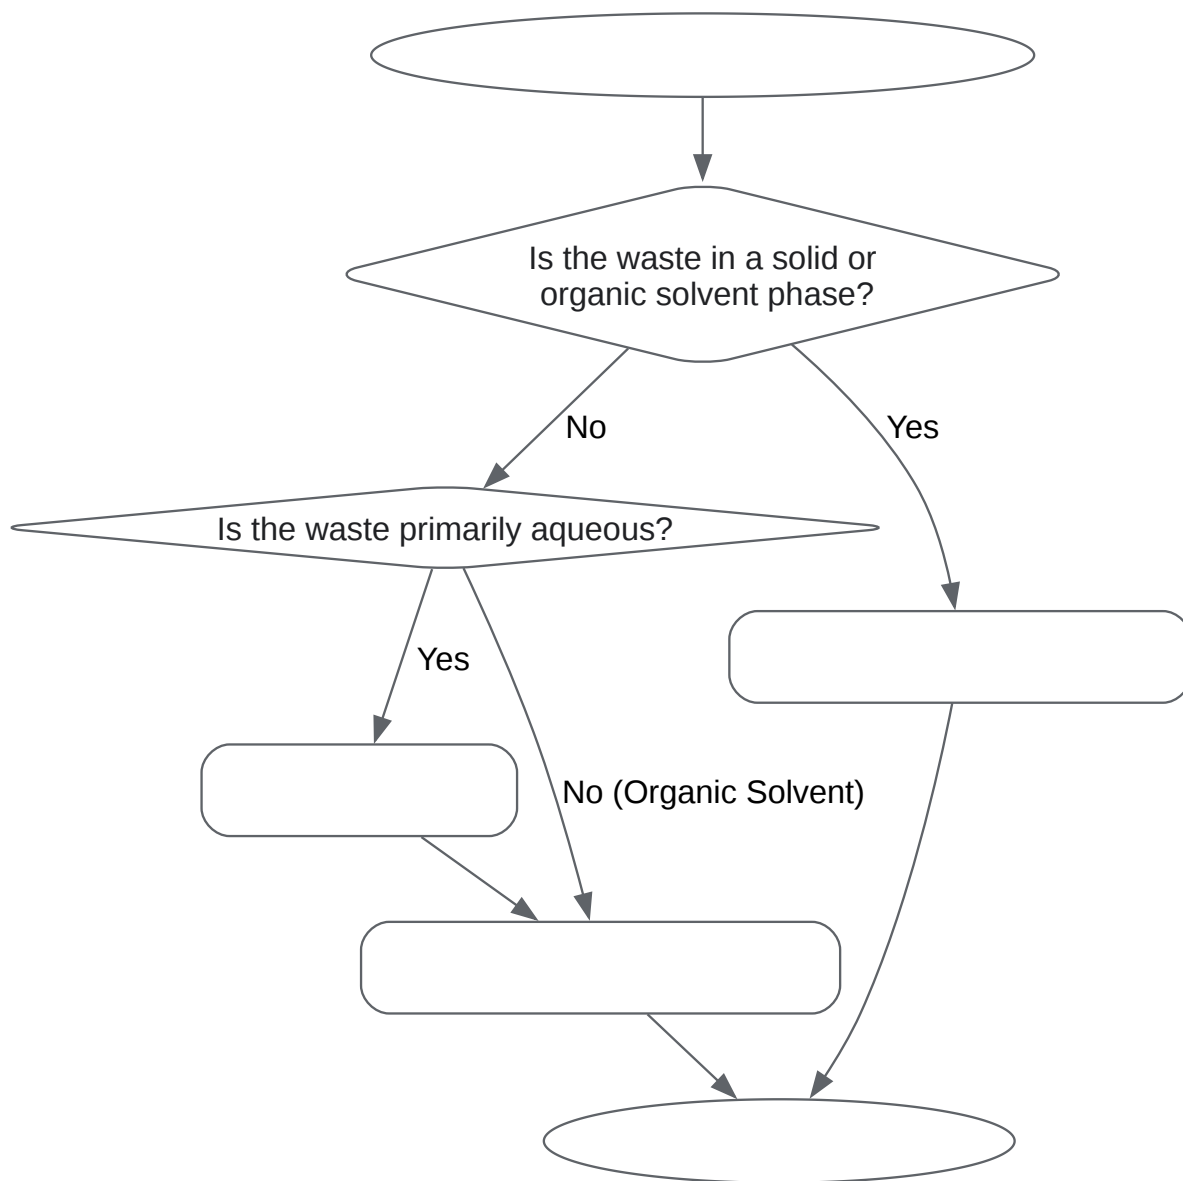 Is the waste in a solid or
organic solvent phase?
No
Yes
Is the waste primarily aqueous?
Yes
No (Organic Solvent)